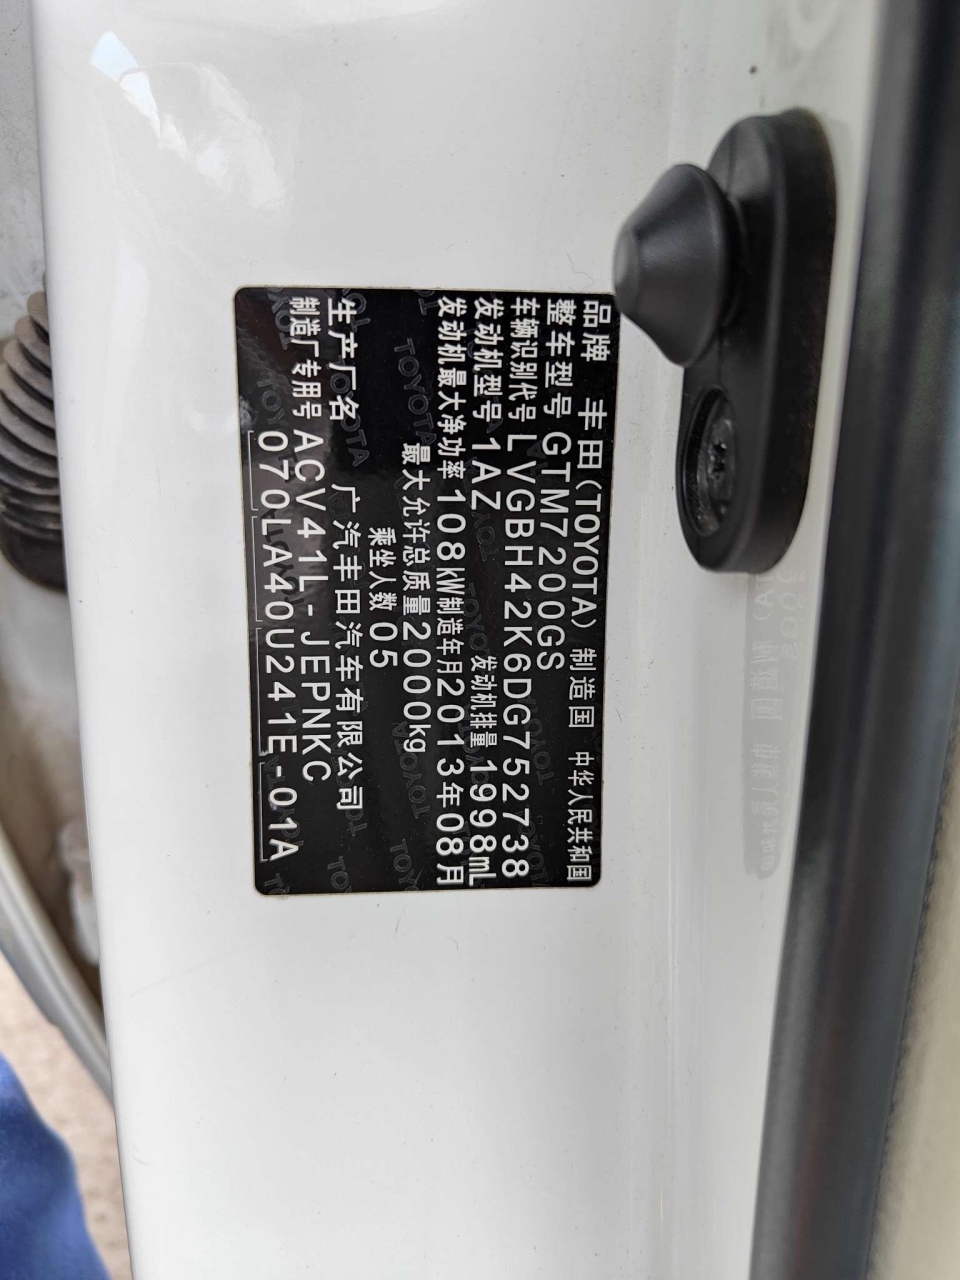 品牌 丰田(TOYOTA) 制造国 中华人民共和国
整车型号 GTM7200GS
车辆识别代号 LVGBH42K6DG752738
发动机型号 1AZ 发动机排量 1998mL
发动机最大净功率 108kW 制造年月 2013年08月
最大允许总质量 2000kg
乘坐人数 05
生产厂名 广汽丰田汽车有限公司
制造厂专用号 ACV41L-JEPNKC
070LA40U241E-01A